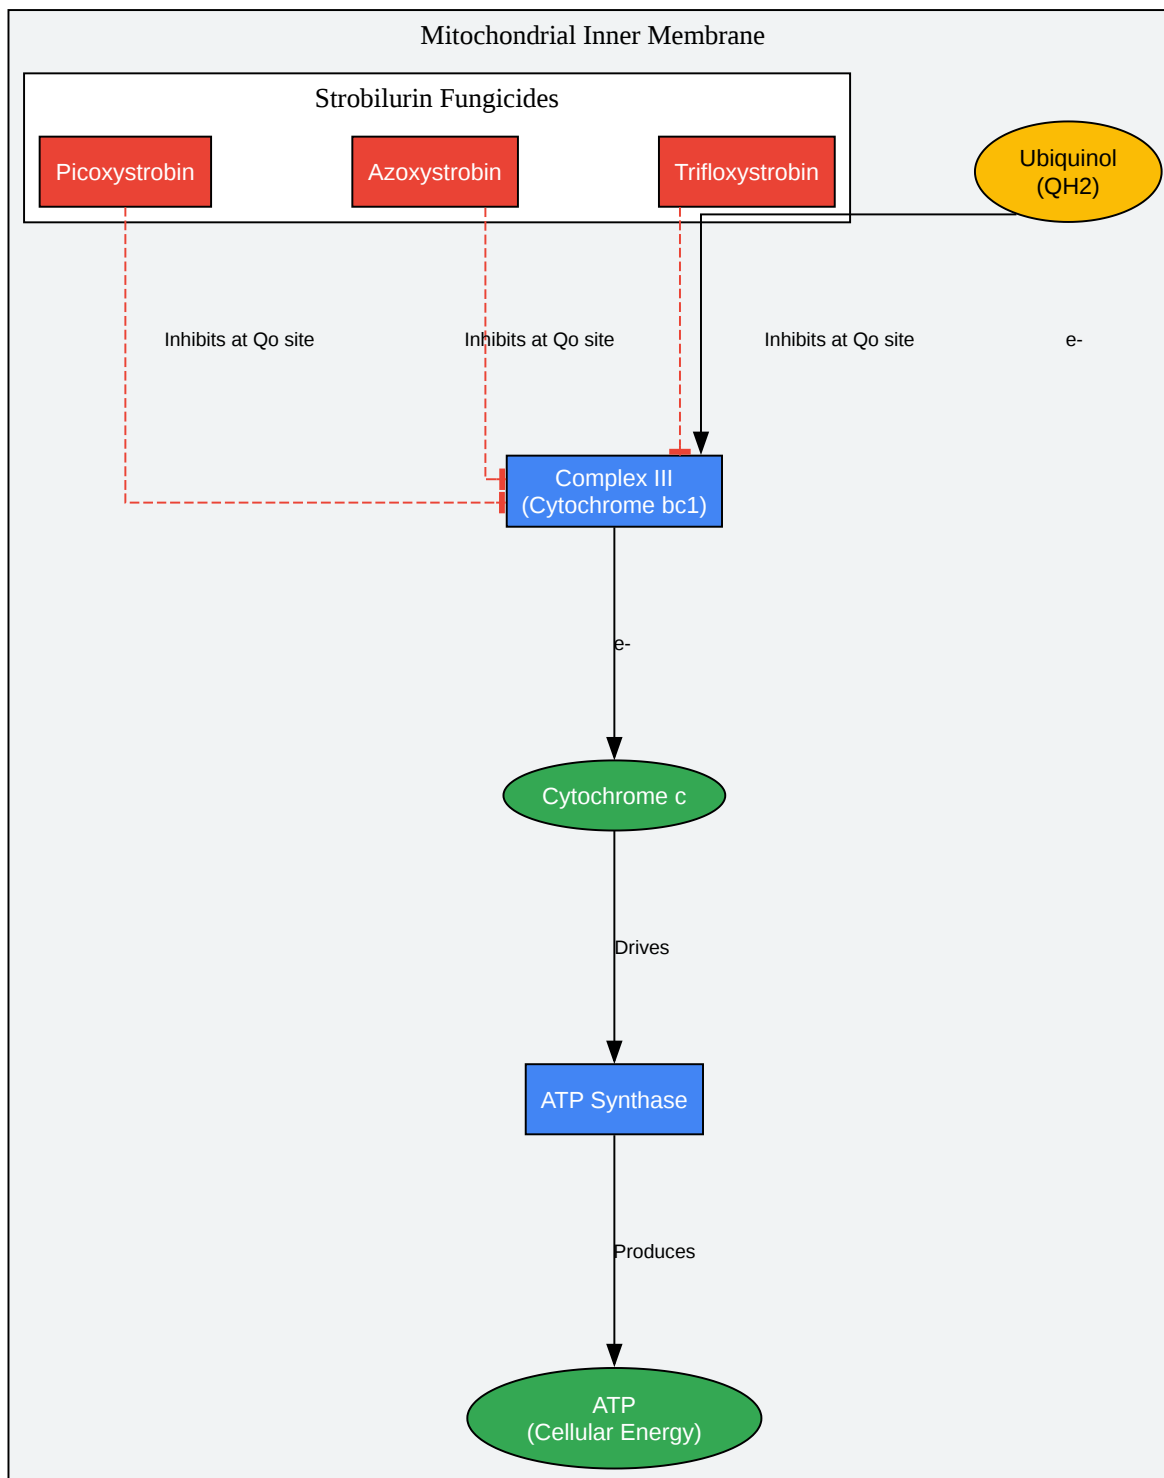 Mitochondrial Inner Membrane
Strobilurin Fungicides
Picoxystrobin
Azoxystrobin
Trifloxystrobin
Ubiquinol
(QH2)
Inhibits at Qo site
Inhibits at Qo site
Inhibits at Qo site
e-
Complex III
(Cytochrome bc1)
e-
Cytochrome c
Drives
ATP Synthase
Produces
ATP
(Cellular Energy)